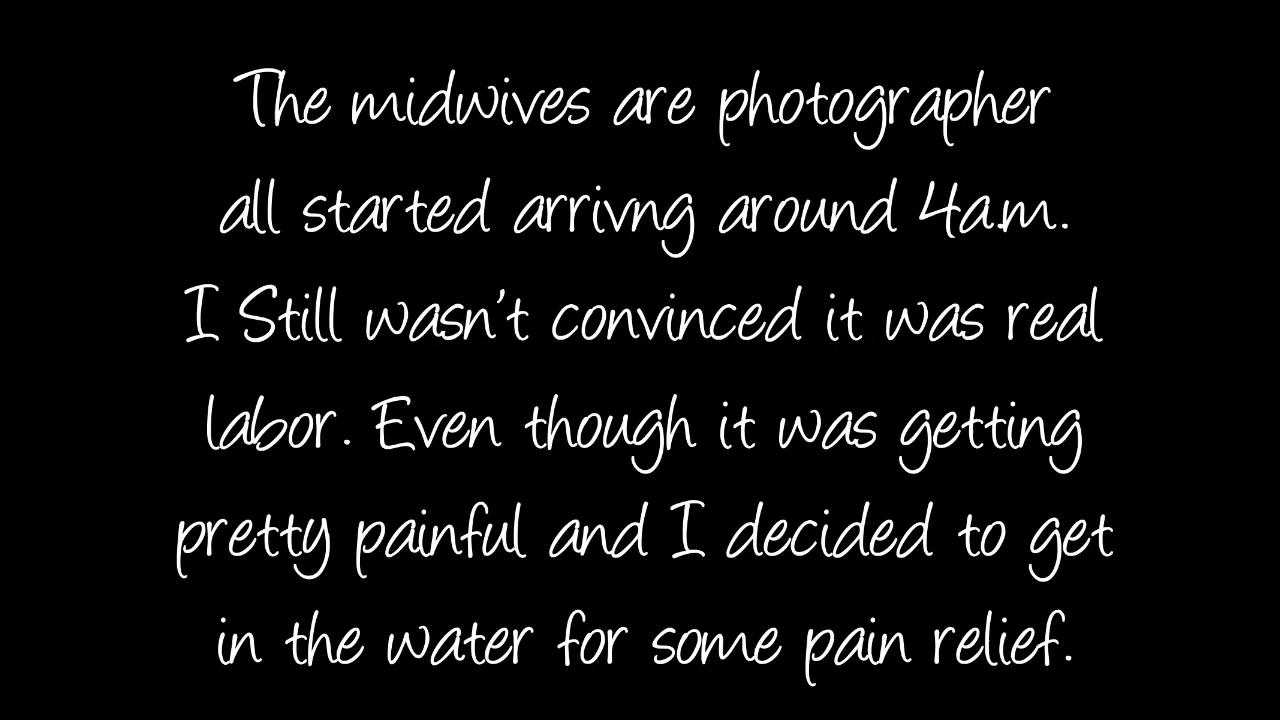 The midwives are photographer
all started arrivng around 4a.m.
I Still wasn't convinced it was real
labor. Even though it was getting
pretty painful and I decided to get
in the water for some pain relief.